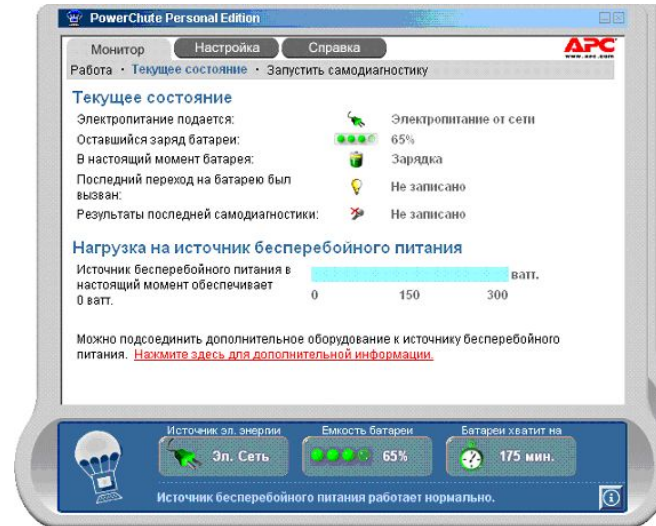 PowerChute Personal Edition
Монитор Настройка Справка
APC
www.apc.com
Работа · Текущее состояние · Запустить самодиагностику
Текущее состояние
Электропитание подается: Электропитание от сети
Оставшийся заряд батареи: 65%
В настоящий момент батарея: Зарядка
Последний переход на батарею был
вызван: Не записано
Результаты последней самодиагностики: Не записано
Нагрузка на источник бесперебойного питания
Источник бесперебойного питания в
настоящий момент обеспечивает
0 ватт.
ватт.
0 150 300
Можно подсоединить дополнительное оборудование к источнику бесперебойного
питания. Нажмите здесь для дополнительной информации.
Источник эл. энергии Емкость батареи Батареи хватит на
Эл. Сеть 65% 175 мин.
Источник бесперебойного питания работает нормально.